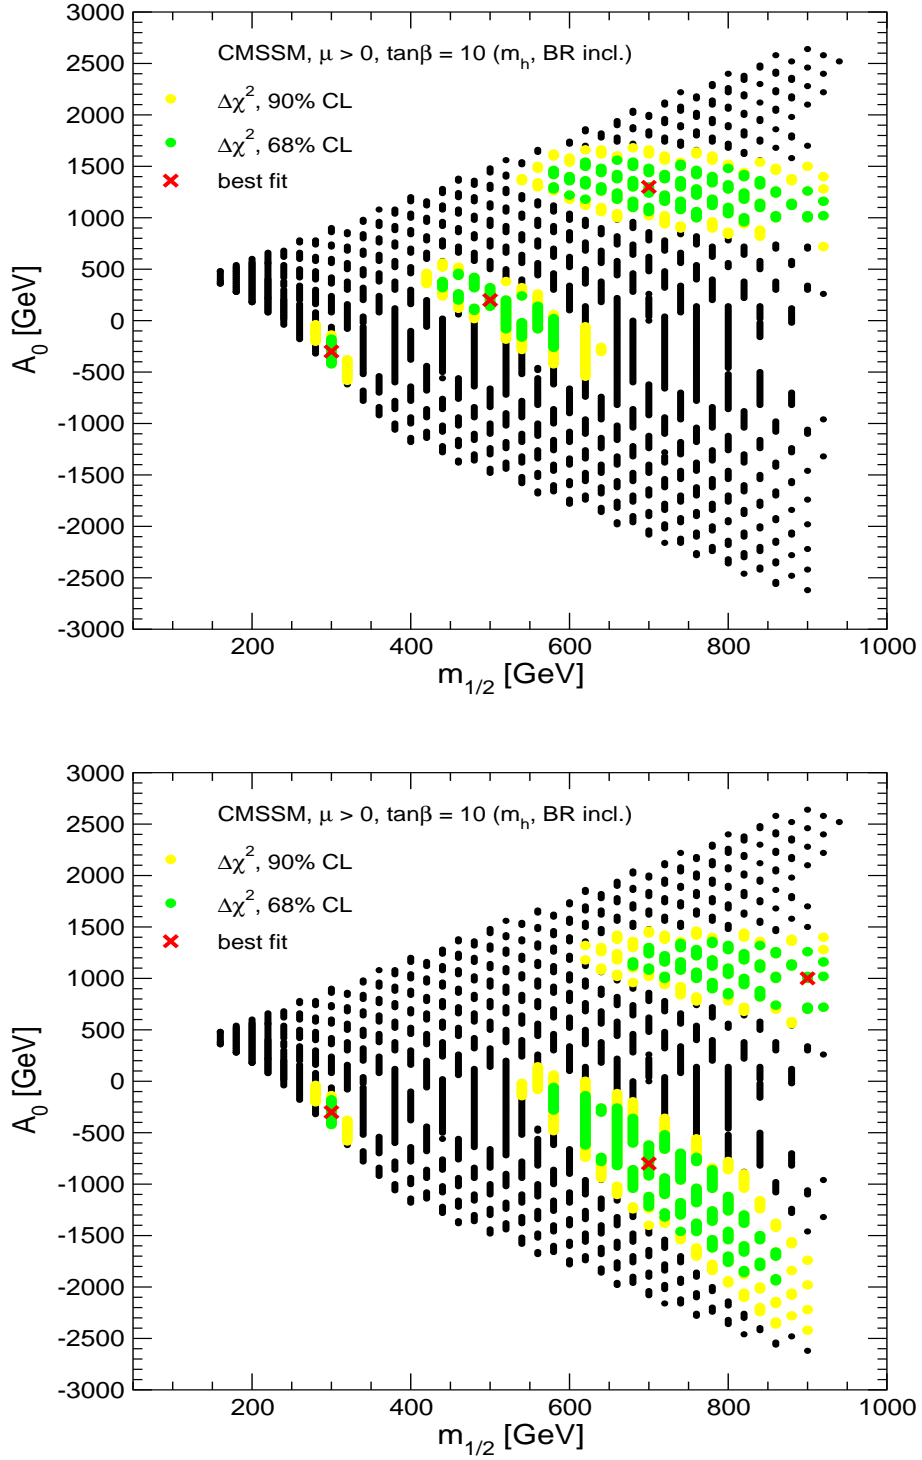 3000
2500
2000
1500
1000
500
0
-500
-1000
-1500
-2000
-2500
-3000
A0 [GeV]
CMSSM, μ > 0, tanβ = 10 (mh, BR incl.)
Δχ2, 90% CL
Δχ2, 68% CL
best fit
200 400 600 800 1000
m1/2 [GeV]
3000
2500
2000
1500
1000
500
0
-500
-1000
-1500
-2000
-2500
-3000
A0 [GeV]
CMSSM, μ > 0, tanβ = 10 (mh, BR incl.)
Δχ2, 90% CL
Δχ2, 68% CL
best fit
200 400 600 800 1000
m1/2 [GeV]